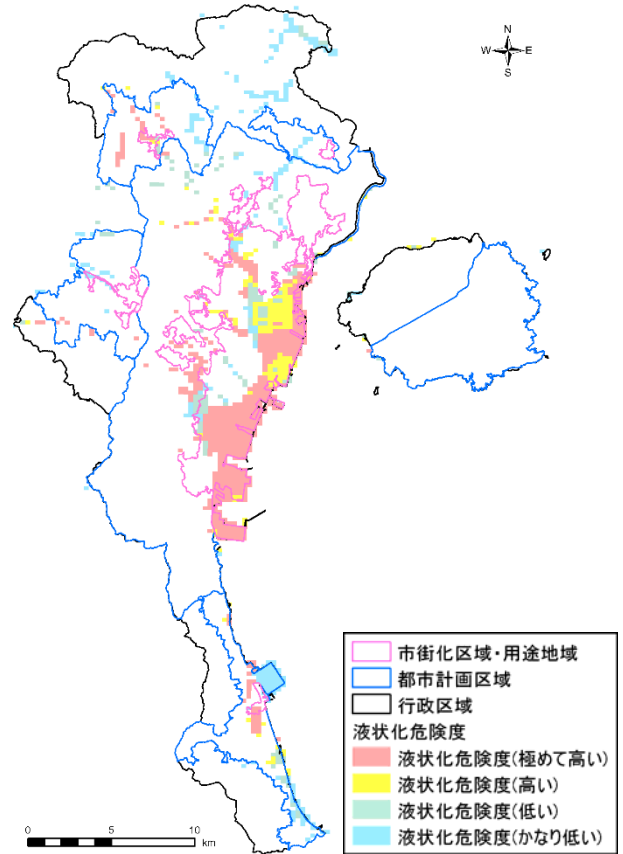 N
W E
S
市街化区域・用途地域
都市計画区域
行政区域
液状化危険度
液状化危険度(極めて高い)
液状化危険度(高い)
液状化危険度(低い)
液状化危険度(かなり低い)
0 5 10
km